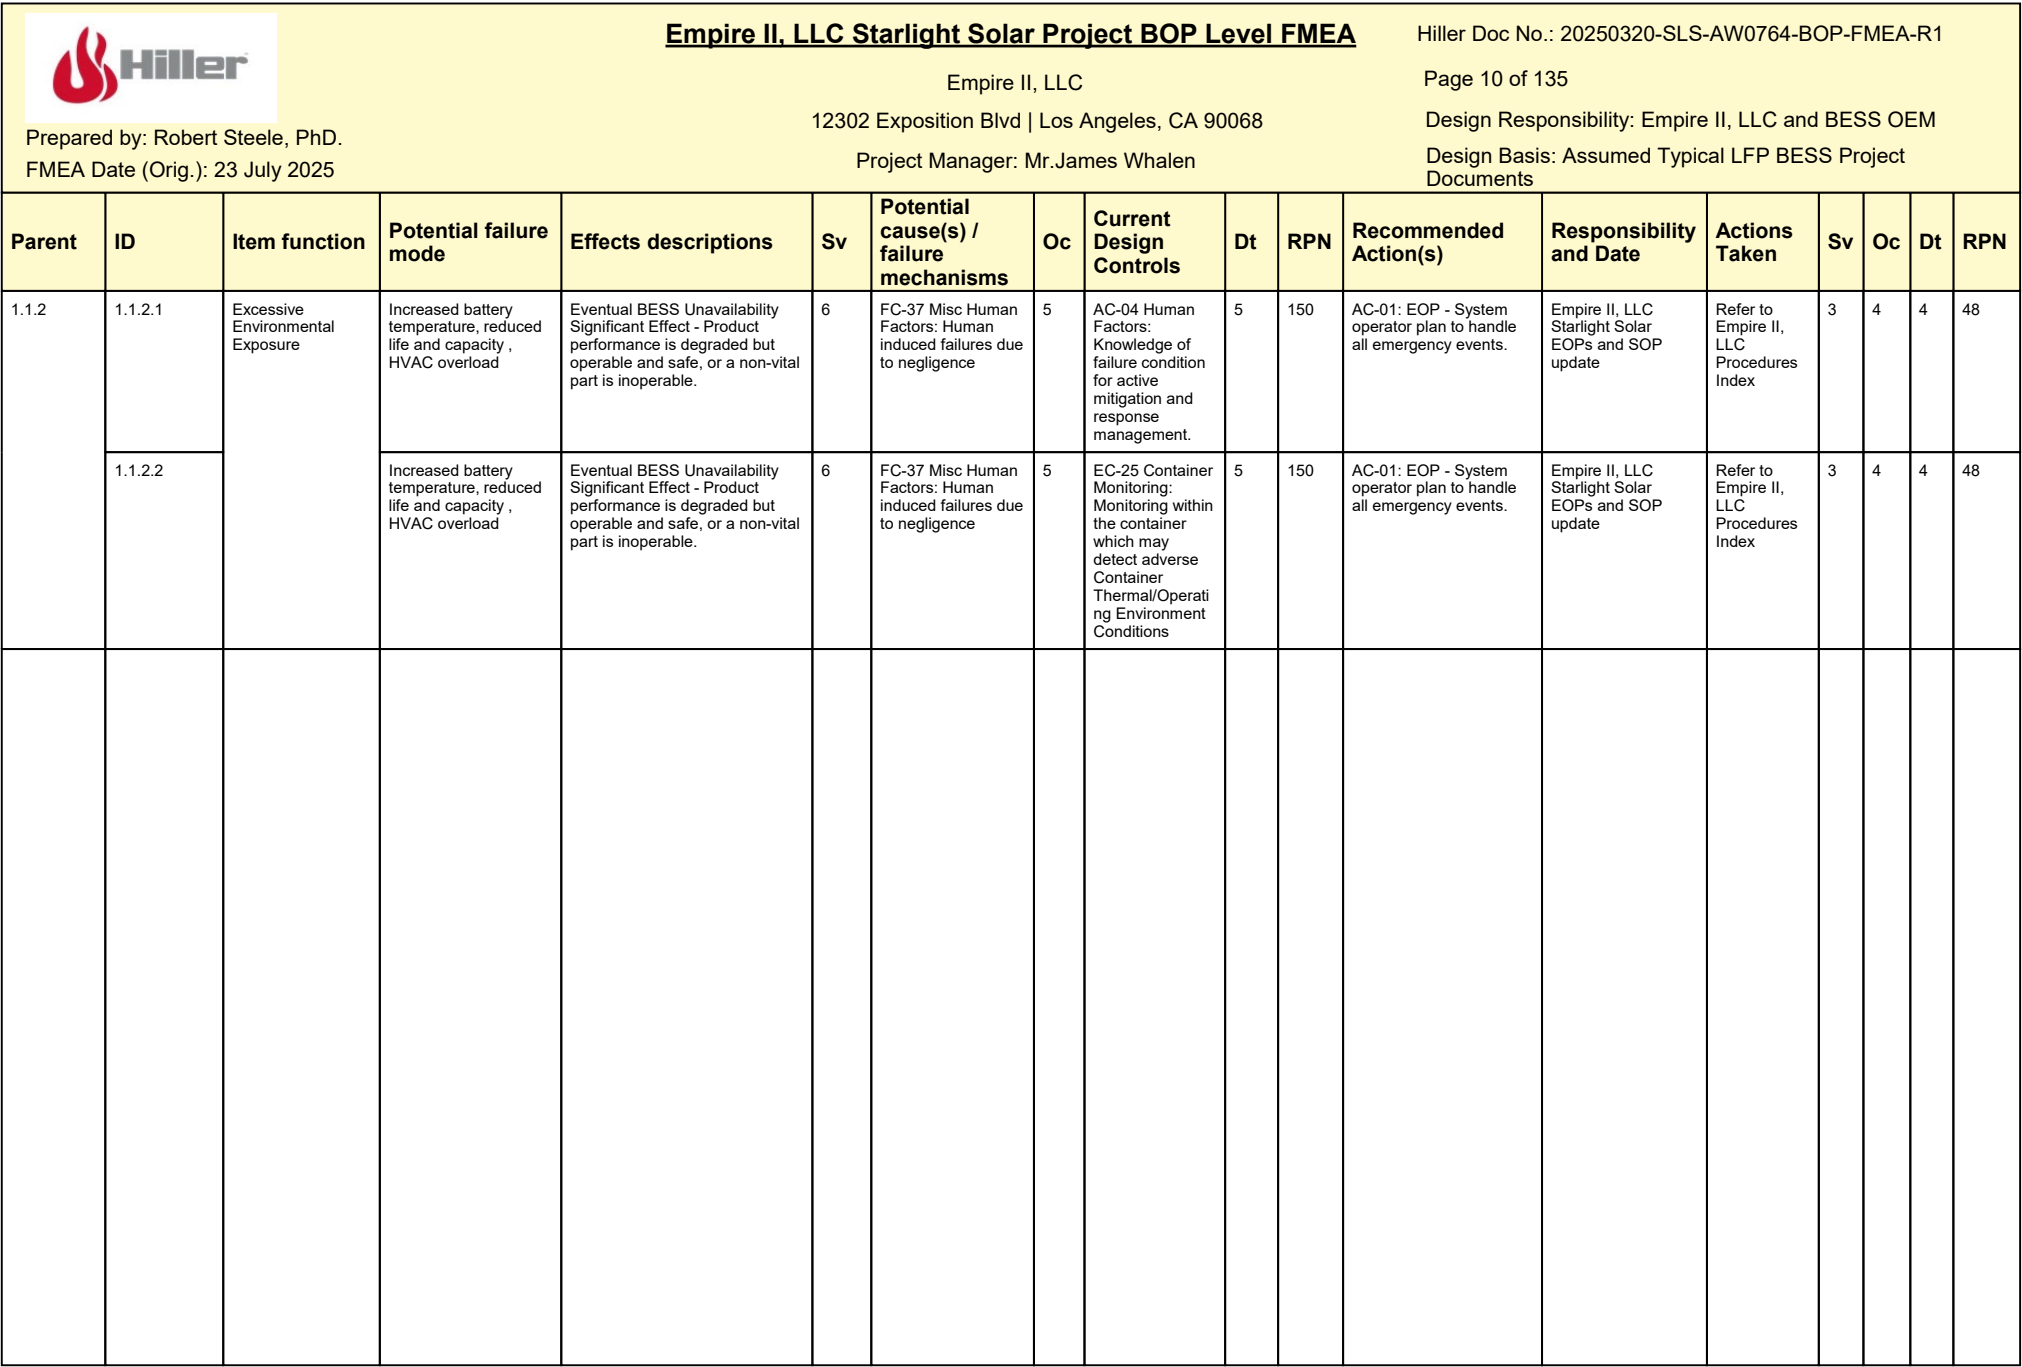 Hiller
Prepared by: Robert Steele, PhD.
FMEA Date (Orig.): 23 July 2025
Empire II, LLC Starlight Solar Project BOP Level FMEA
Empire II, LLC
12302 Exposition Blvd | Los Angeles, CA 90068
Project Manager: Mr.James Whalen
Hiller Doc No.: 20250320-SLS-AW0764-BOP-FMEA-R1
Page 10 of 135
Design Responsibility: Empire II, LLC and BESS OEM
Design Basis: Assumed Typical LFP BESS Project
Documents
Parent
ID
Item function
Potential failure
mode
Effects descriptions
Sv
Potential
cause(s) /
failure
mechanisms
Oc
Current
Design
Controls
Dt
RPN
Recommended
Action(s)
Responsibility
and Date
Actions
Taken
Sv
Oc
Dt
RPN
1.1.2
1.1.2.1
Excessive
Environmental
Exposure
Increased battery
temperature, reduced
life and capacity ,
HVAC overload
Eventual BESS Unavailability
Significant Effect - Product
performance is degraded but
operable and safe, or a non-vital
part is inoperable.
6
FC-37 Misc Human
Factors: Human
induced failures due
to negligence
5
AC-04 Human
Factors:
Knowledge of
failure condition
for active
mitigation and
response
management.
5
150
AC-01: EOP - System
operator plan to handle
all emergency events.
Empire II, LLC
Starlight Solar
EOPs and SOP
update
Refer to
Empire II,
LLC
Procedures
Index
3
4
4
48
1.1.2.2
Increased battery
temperature, reduced
life and capacity ,
HVAC overload
Eventual BESS Unavailability
Significant Effect - Product
performance is degraded but
operable and safe, or a non-vital
part is inoperable.
6
FC-37 Misc Human
Factors: Human
induced failures due
to negligence
5
EC-25 Container
Monitoring:
Monitoring within
the container
which may
detect adverse
Container
Thermal/Operati
ng Environment
Conditions
5
150
AC-01: EOP - System
operator plan to handle
all emergency events.
Empire II, LLC
Starlight Solar
EOPs and SOP
update
Refer to
Empire II,
LLC
Procedures
Index
3
4
4
48